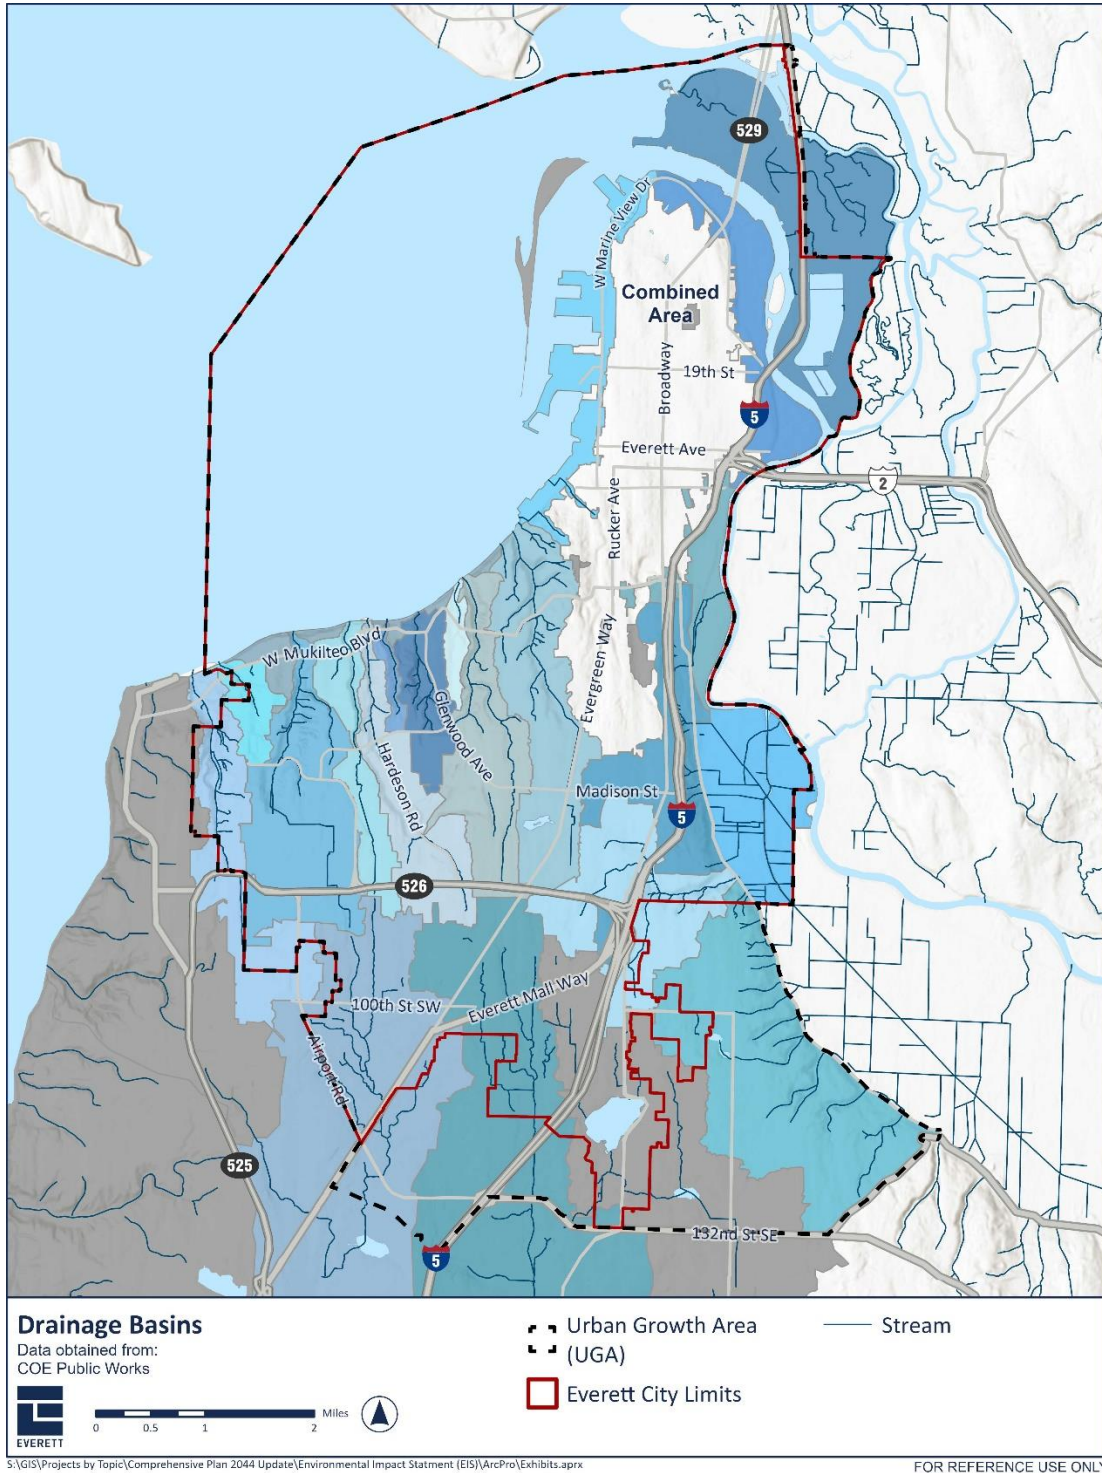 529
W Marine View Dr
Combined
Area
Broadway
19th St
5
Everett Ave
2
Rucker Ave
W Mukilteo Blvd
Evergreen Way
Glenwood Ave
Hardeson Rd
Madison St
5
526
Everett Mall Way
100th St SW
Airport Rd
525
132nd St SE
5
Drainage Basins
Data obtained from:
COE Public Works
EVERETT
0 0.5 1 2 Miles
Urban Growth Area
(UGA)
Everett City Limits
Stream
S:\GIS\Projects by Topic\Comprehensive Plan 2044 Update\Environmental Impact Statment (EIS)\ArcPro\Exhibits.aprx
FOR REFERENCE USE ONLY